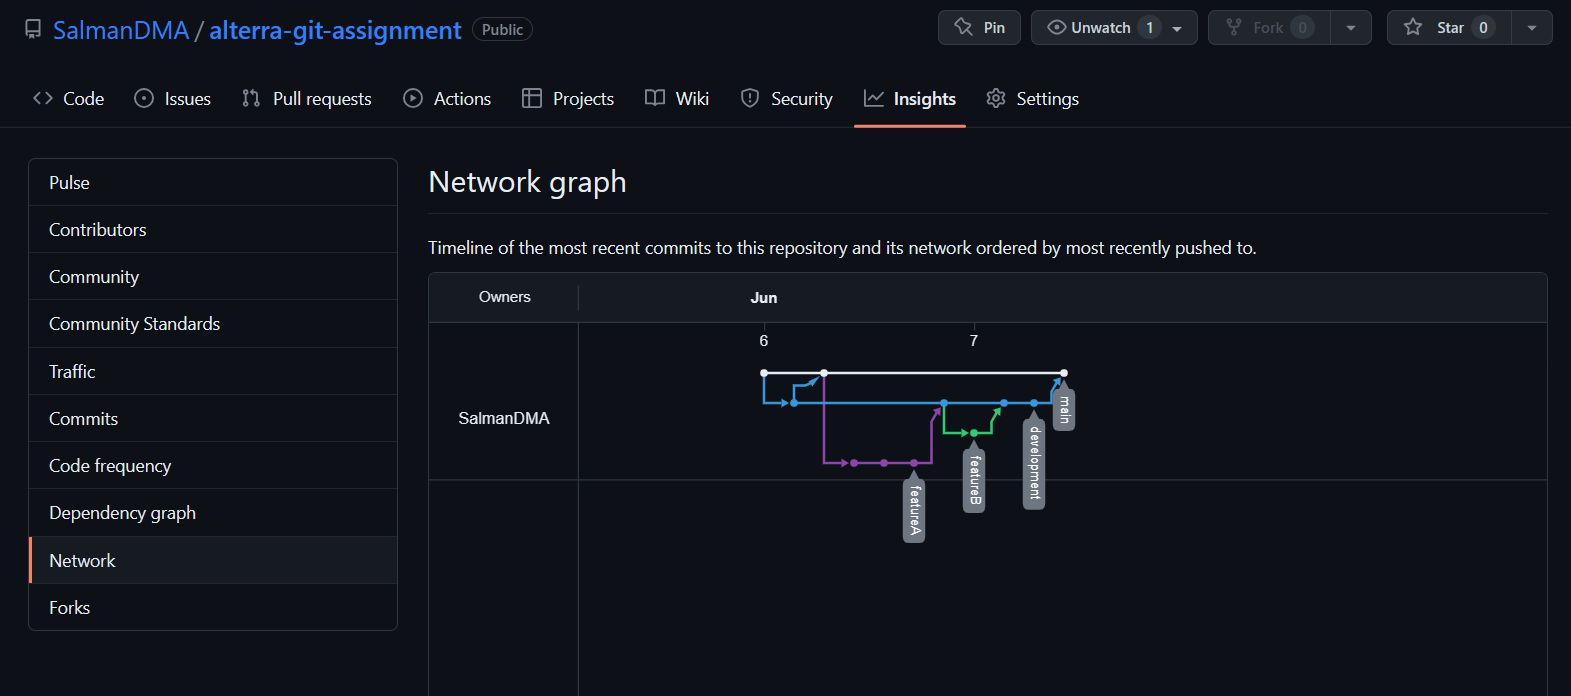 SalmanDMA / alterra-git-assignment Public Pin Unwatch 1 Fork 0 Star 0
Code Issues Pull requests Actions Projects Wiki Security Insights Settings
Pulse
Contributors
Community
Community Standards
Traffic
Commits
Code frequency
Dependency graph
Network
Forks
Network graph
Timeline of the most recent commits to this repository and its network ordered by most recently pushed to.
Owners Jun
6 7
SalmanDMA
main
development
featureB
featureA